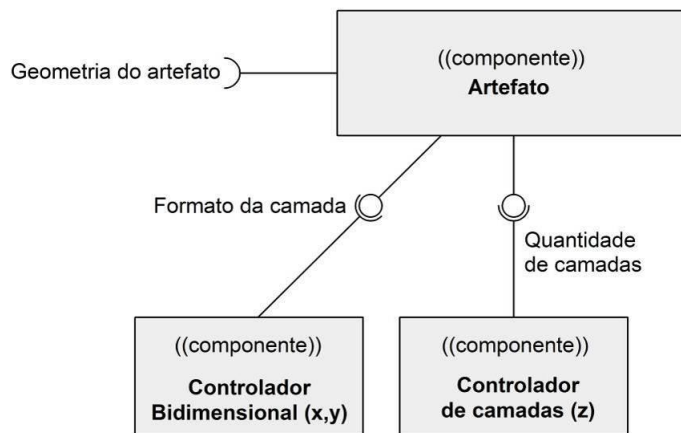 ((componente))
Artefato
Geometria do artefato
Formato da camada
Quantidade
de camadas
((componente))
Controlador
Bidimensional (x,y)
((componente))
Controlador
de camadas (z)